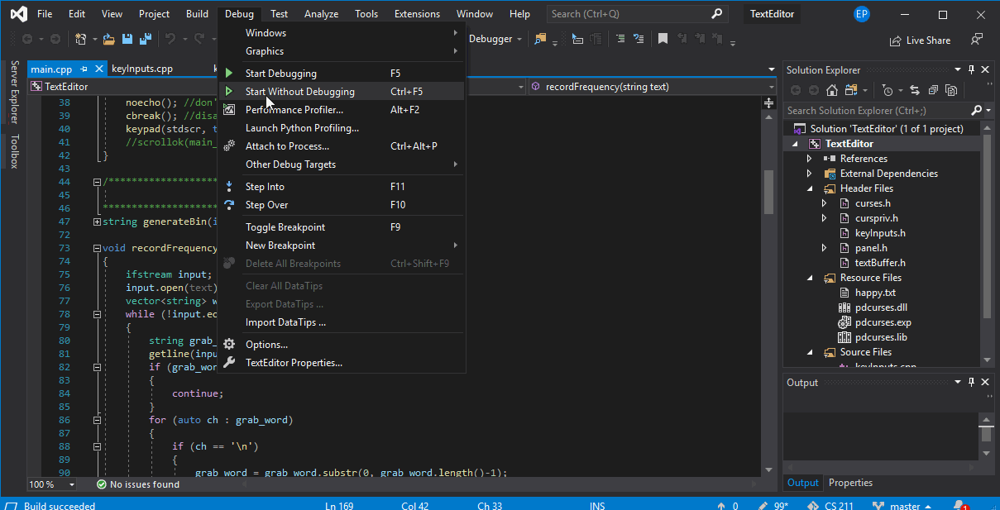 File Edit View Project Build Debug Test Analyze Tools Extensions Window Help Search (Ctrl+Q) TextEditor EP
Debugger Live Share
Server Explorer
Toolbox
main.cpp keyInputs.cpp
TextEditor recordFrequency(string text)
Windows
Graphics
Start Debugging F5
Start Without Debugging Ctrl+F5
Performance Profiler... Alt+F2
Launch Python Profiling...
Attach to Process... Ctrl+Alt+P
Other Debug Targets
Step Into F11
Step Over F10
Toggle Breakpoint F9
New Breakpoint
Delete All Breakpoints Ctrl+Shift+F9
Clear All DataTips
Export DataTips ...
Import DataTips ...
Options...
TextEditor Properties...
38 noecho(); //don'
39 cbreak(); //disa
40 keypad(stdscr, t
41 //scrollok(main_
42 }
43
44 /*******************
45
46 ********************
47 string generateBin(i
72
73 void recordFrequency
74 {
75 ifstream input;
76 input.open(text)
77 vector<string> w
78 while (!input.eo
79 {
80 string grab_
81 getline(inpu
82 if (grab_wor
83 {
84 continue;
85 }
86 for (auto ch : grab_word)
87 {
88 if (ch == '\n')
89 {
90 grab_word = grab_word.substr(0, grab_word.length()-1);
100 % No issues found
Solution Explorer
Search Solution Explorer (Ctrl+;)
Solution 'TextEditor' (1 of 1 project)
TextEditor
References
External Dependencies
Header Files
curses.h
curspriv.h
keyInputs.h
panel.h
textBuffer.h
Resource Files
happy.txt
pdcurses.dll
pdcurses.exp
pdcurses.lib
Source Files
keyInputs.cpp
Output
Output Properties
Build succeeded Ln 169 Col 42 Ch 33 INS 0 99* CS 211 master 1